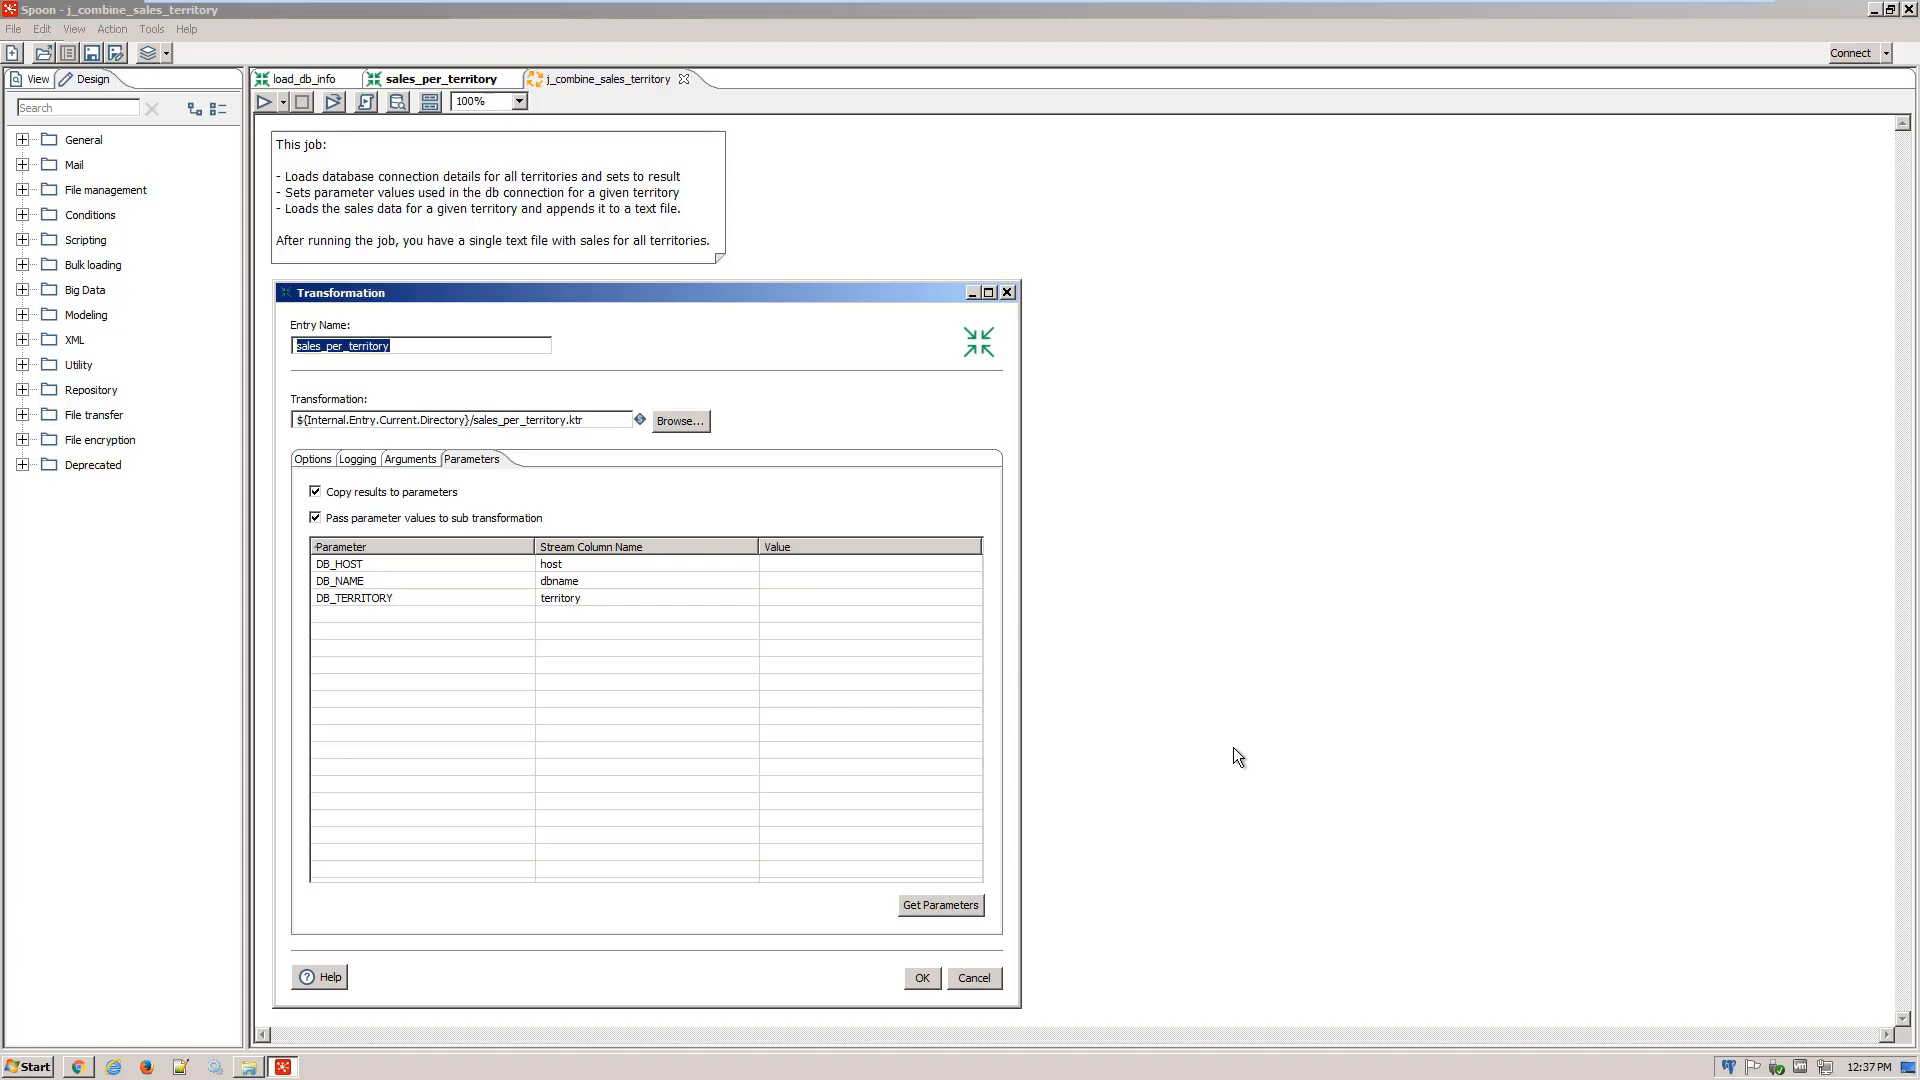 Spoon - j_combine_sales_territory
File Edit View Action Tools Help
Connect
View Design
load_db_info sales_per_territory j_combine_sales_territory
Search
100%
General
Mail
File management
Conditions
Scripting
Bulk loading
Big Data
Modeling
XML
Utility
Repository
File transfer
File encryption
Deprecated
This job:
- Loads database connection details for all territories and sets to result
- Sets parameter values used in the db connection for a given territory
- Loads the sales data for a given territory and appends it to a text file.
After running the job, you have a single text file with sales for all territories.
Transformation
Entry Name:
sales_per_territory
Transformation:
${Internal.Entry.Current.Directory}/sales_per_territory.ktr
Browse...
Options Logging Arguments Parameters
Copy results to parameters
Pass parameter values to sub transformation
Parameter Stream Column Name Value
DB_HOST host
DB_NAME dbname
DB_TERRITORY territory
Get Parameters
Help OK Cancel
Start 12:37 PM